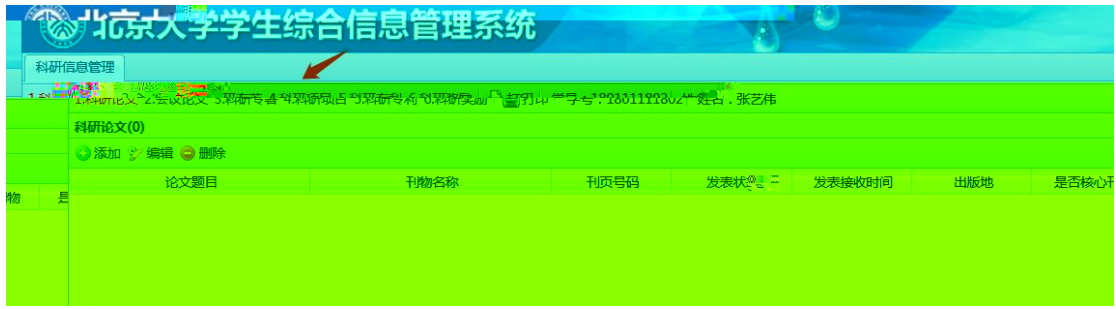 北京大学学生综合信息管理系统
科研信息管理
1.科研论文 2.会议论文 3.科研专著 4.科研项目 5.科研专利 6.科研奖励 打印 学号：1801111802 姓名：张艺伟
科研论文(0)
添加 编辑 删除
论文题目 刊物名称 刊页号码 发表状 发表接收时间 出版地 是否核心刊
物 是